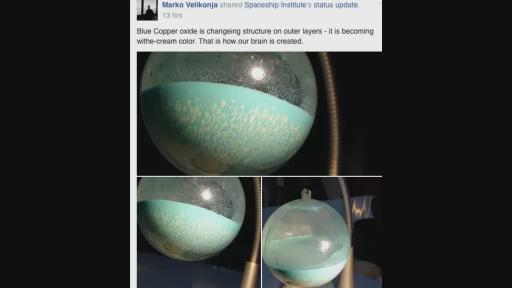 Marko Velikonja shared Spaceship Institute's status update.
13 hrs
Blue Copper oxide is changeing structure on outer layers - it is becoming
withe-cream color. That is how our brain is created.